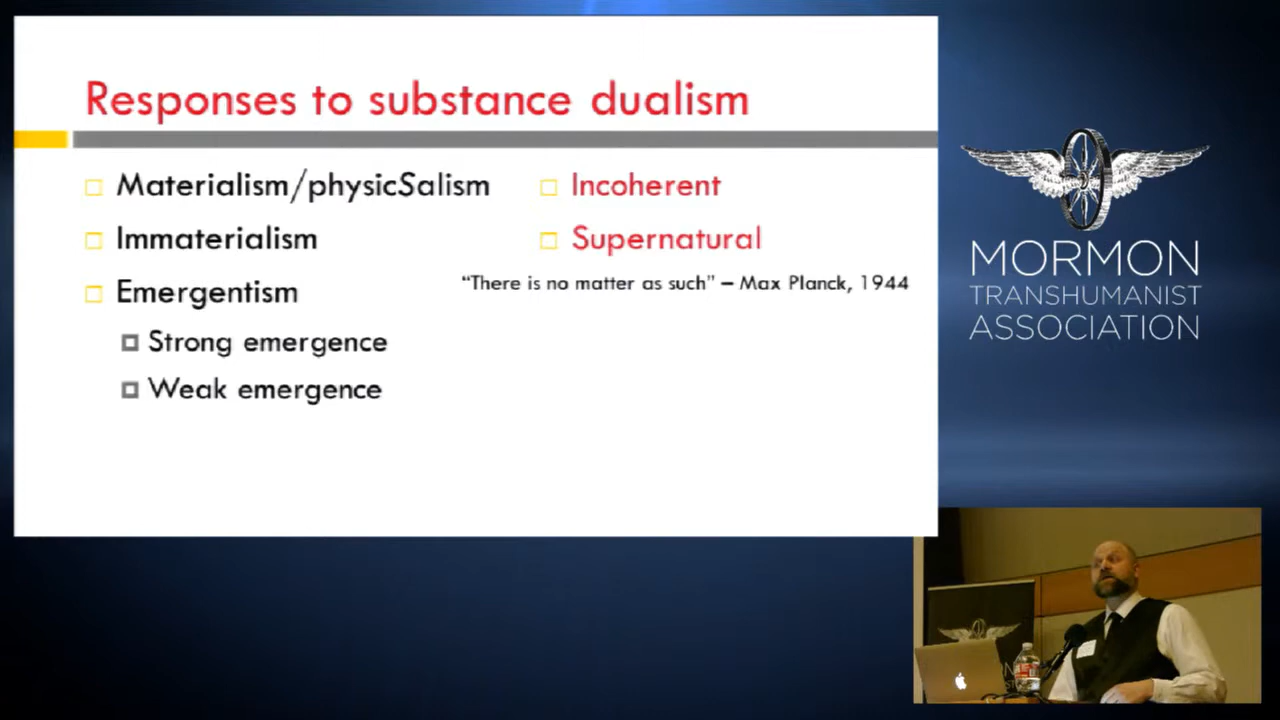 Responses to substance dualism
Materialism/physicSalism
Immaterialism
Emergentism
Strong emergence
Weak emergence
Incoherent
Supernatural
“There is no matter as such” – Max Planck, 1944
MORMON
TRANSHUMANIST
ASSOCIATION